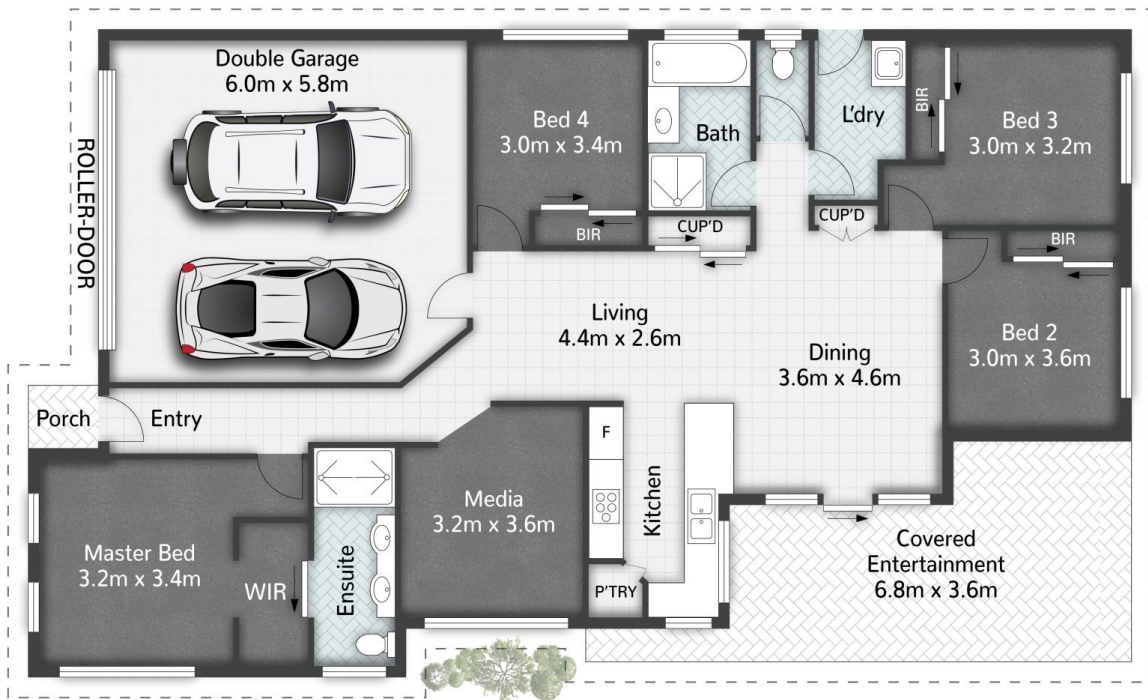 Double Garage
6.0m x 5.8m
ROLLER-DOOR
Bed 4
3.0m x 3.4m
BIR
Bath
CUP'D
L'dry
CUP'D
BIR
Bed 3
3.0m x 3.2m
BIR
Bed 2
3.0m x 3.6m
Living
4.4m x 2.6m
Dining
3.6m x 4.6m
Porch
Entry
Master Bed
3.2m x 3.4m
WIR
Ensuite
Media
3.2m x 3.6m
F
Kitchen
P'TRY
Covered
Entertainment
6.8m x 3.6m